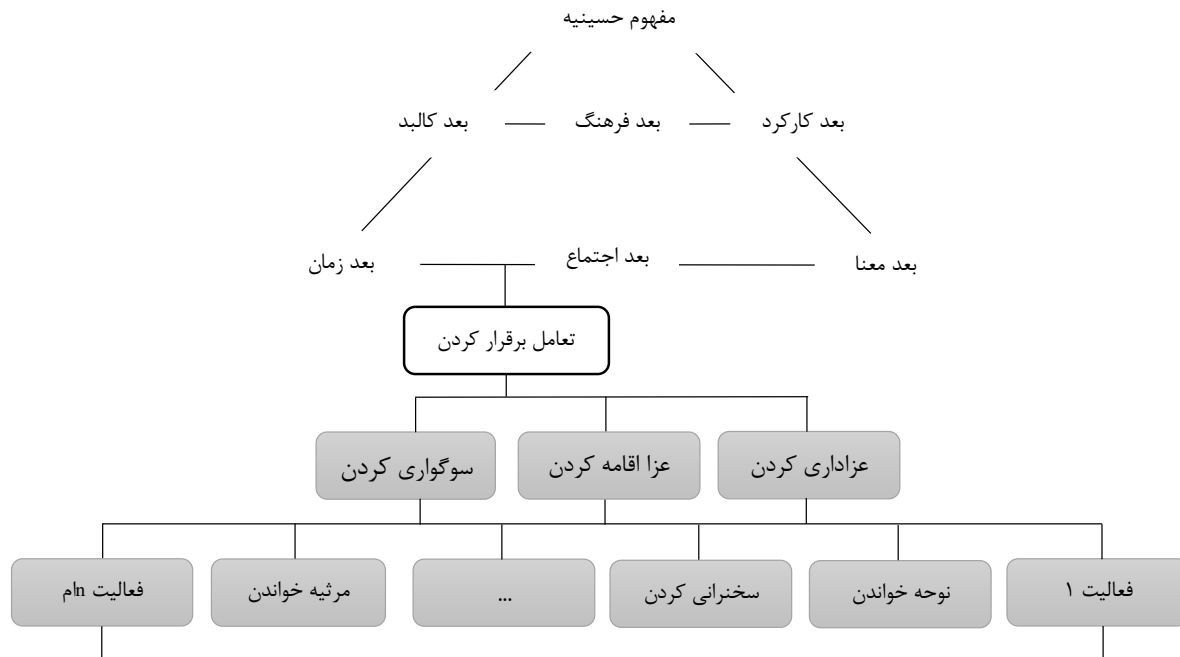 مفهوم حسینیه
بعد کارکرد
بعد فرهنگ
بعد کالبد
بعد معنا
بعد اجتماع
بعد زمان
تعامل برقرار کردن
عزاداری کردن
عزا اقامه کردن
سوگواری کردن
فعالیت ۱
نوحه خواندن
سخنرانی کردن
...
مرثیه خواندن
فعالیت nام